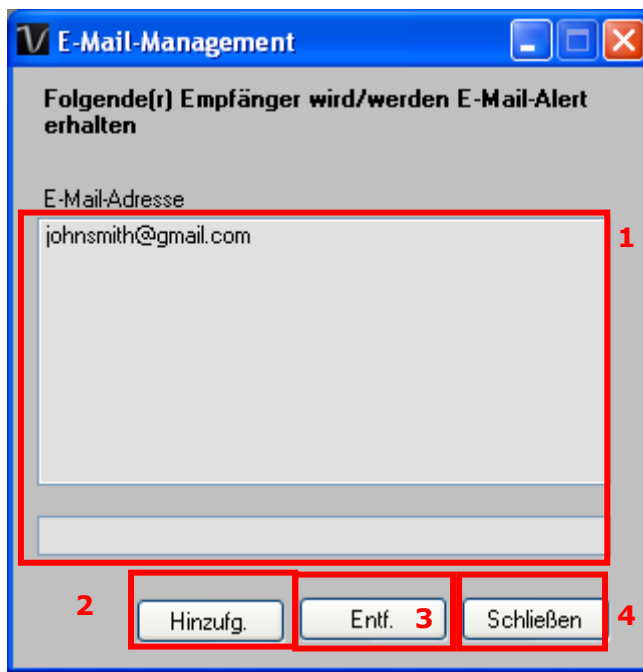 E-Mail-Management
Folgende(r) Empfänger wird/werden E-Mail-Alert
erhalten
E-Mail-Adresse
johnsmith@gmail.com
1
2
Hinzufg.
Entf.
3
Schließen
4